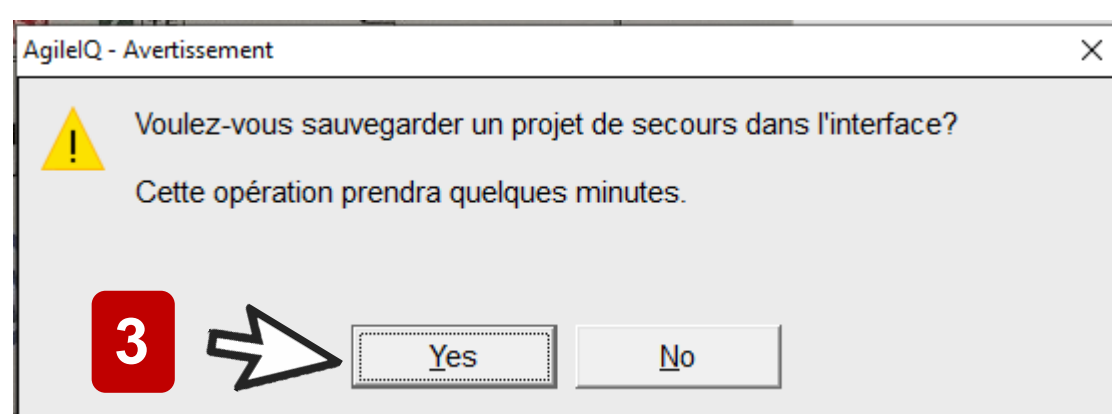 AgileIQ - Avertissement
Voulez-vous sauvegarder un projet de secours dans l'interface?
Cette opération prendra quelques minutes.
3
Yes No